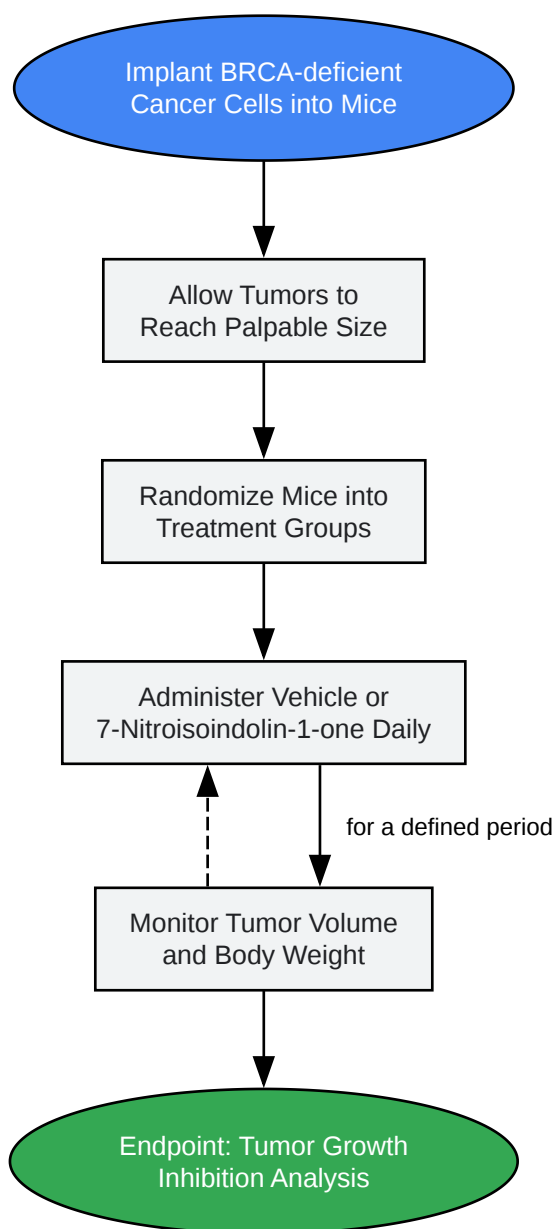 Implant BRCA-deficient
Cancer Cells into Mice
Allow Tumors to
Reach Palpable Size
Randomize Mice into
Treatment Groups
Administer Vehicle or
7-Nitroisoindolin-1-one Daily
for a defined period
Monitor Tumor Volume
and Body Weight
Endpoint: Tumor Growth
Inhibition Analysis